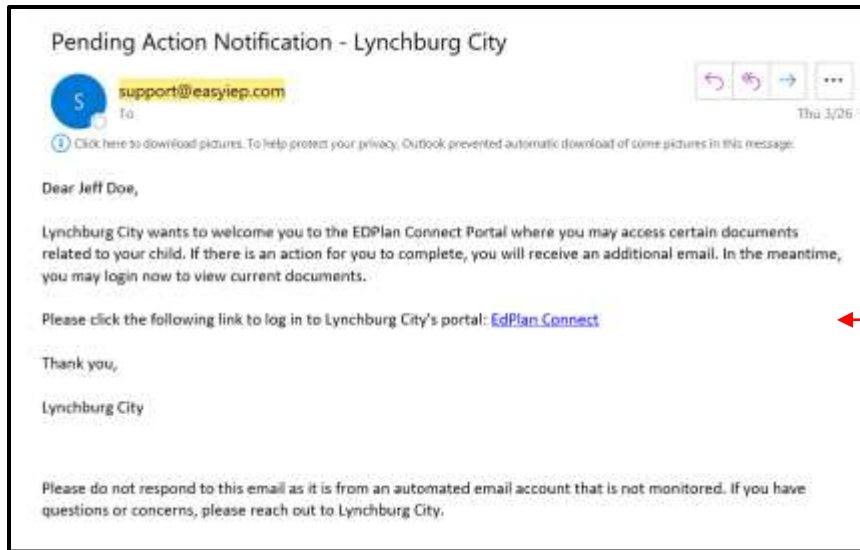 Pending Action Notification - Lynchburg City
S
support@easyiep.com
To
Thu 3/26
Click here to download pictures. To help protect your privacy, Outlook prevented automatic download of some pictures in this message.
Dear Jeff Doe,
Lynchburg City wants to welcome you to the EDPlan Connect Portal where you may access certain documents
related to your child. If there is an action for you to complete, you will receive an additional email. In the meantime,
you may login now to view current documents.
Please click the following link to log in to Lynchburg City's portal: EdPlan Connect
Thank you,
Lynchburg City
Please do not respond to this email as it is from an automated email account that is not monitored. If you have
questions or concerns, please reach out to Lynchburg City.